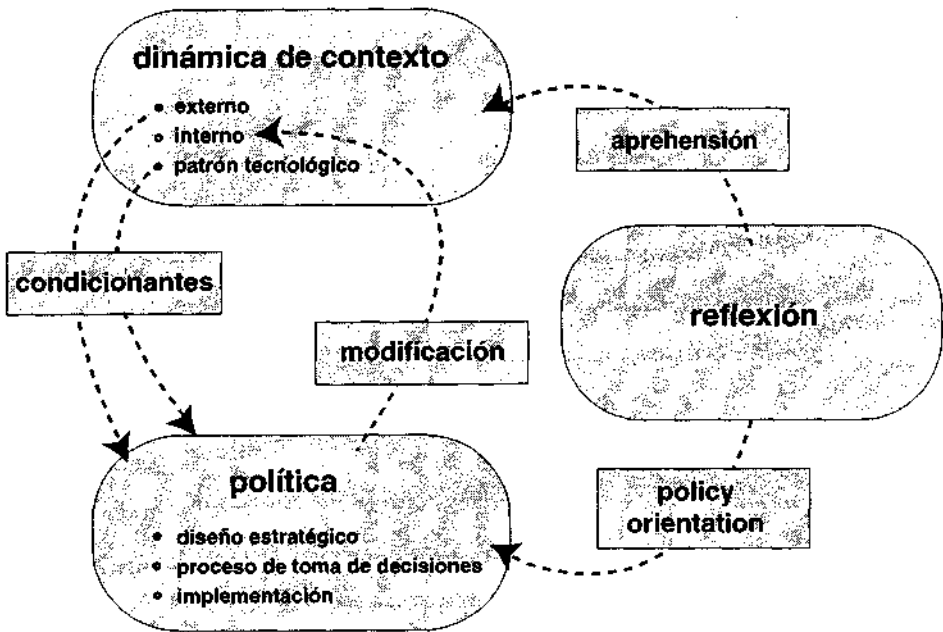 dinámica de contexto
externo
interno
patrón tecnológico
aprehensión
condicionantes
reflexión
modificación
política
diseño estratégico
proceso de toma de decisiones
implementación
policy
orientation